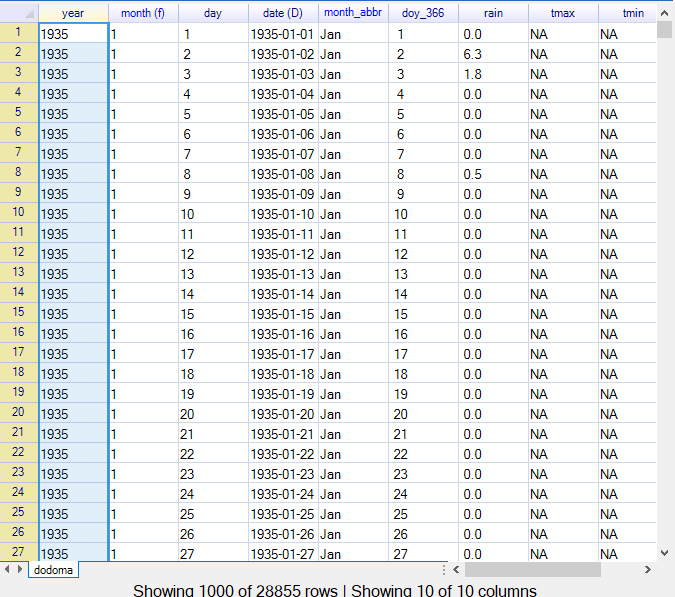 year month (f) day date (D) month_abbr doy_366 rain tmax tmin
1 1935 1 1 1935-01-01 Jan 1 0.0 NA NA
2 1935 1 2 1935-01-02 Jan 2 6.3 NA NA
3 1935 1 3 1935-01-03 Jan 3 1.8 NA NA
4 1935 1 4 1935-01-04 Jan 4 0.0 NA NA
5 1935 1 5 1935-01-05 Jan 5 0.0 NA NA
6 1935 1 6 1935-01-06 Jan 6 0.0 NA NA
7 1935 1 7 1935-01-07 Jan 7 0.0 NA NA
8 1935 1 8 1935-01-08 Jan 8 0.5 NA NA
9 1935 1 9 1935-01-09 Jan 9 0.0 NA NA
10 1935 1 10 1935-01-10 Jan 10 0.0 NA NA
11 1935 1 11 1935-01-11 Jan 11 0.0 NA NA
12 1935 1 12 1935-01-12 Jan 12 0.0 NA NA
13 1935 1 13 1935-01-13 Jan 13 0.0 NA NA
14 1935 1 14 1935-01-14 Jan 14 0.0 NA NA
15 1935 1 15 1935-01-15 Jan 15 0.0 NA NA
16 1935 1 16 1935-01-16 Jan 16 0.0 NA NA
17 1935 1 17 1935-01-17 Jan 17 0.0 NA NA
18 1935 1 18 1935-01-18 Jan 18 0.0 NA NA
19 1935 1 19 1935-01-19 Jan 19 0.0 NA NA
20 1935 1 20 1935-01-20 Jan 20 0.0 NA NA
21 1935 1 21 1935-01-21 Jan 21 0.0 NA NA
22 1935 1 22 1935-01-22 Jan 22 0.0 NA NA
23 1935 1 23 1935-01-23 Jan 23 0.0 NA NA
24 1935 1 24 1935-01-24 Jan 24 0.0 NA NA
25 1935 1 25 1935-01-25 Jan 25 0.0 NA NA
26 1935 1 26 1935-01-26 Jan 26 0.0 NA NA
27 1935 1 27 1935-01-27 Jan 27 0.0 NA NA
dodoma
Showing 1000 of 28855 rows | Showing 10 of 10 columns